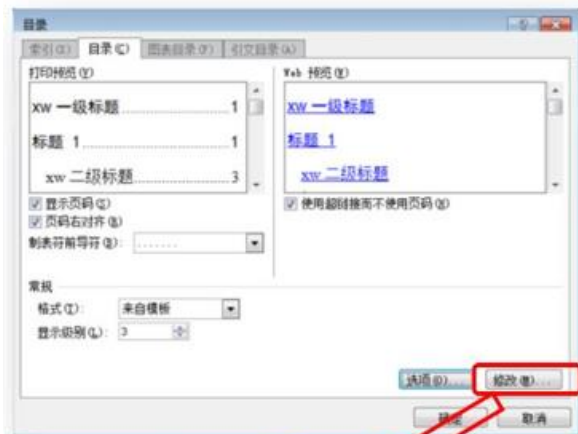 目录
索引(X) 目录(C) 图表目录(F) 引文目录(A)
打印预览(V) Web 预览(W)
xw 一级标题 1 xw 一级标题
标题 1 1 标题 1
xw 二级标题 3 xw 二级标题
显示页码(S) 使用超链接而不使用页码(H)
页码右对齐(R)
制表符前导符(B): .......
常规
格式(T): 来自模板
显示级别(L): 3
选项(O)... 修改(M)...
确定 取消